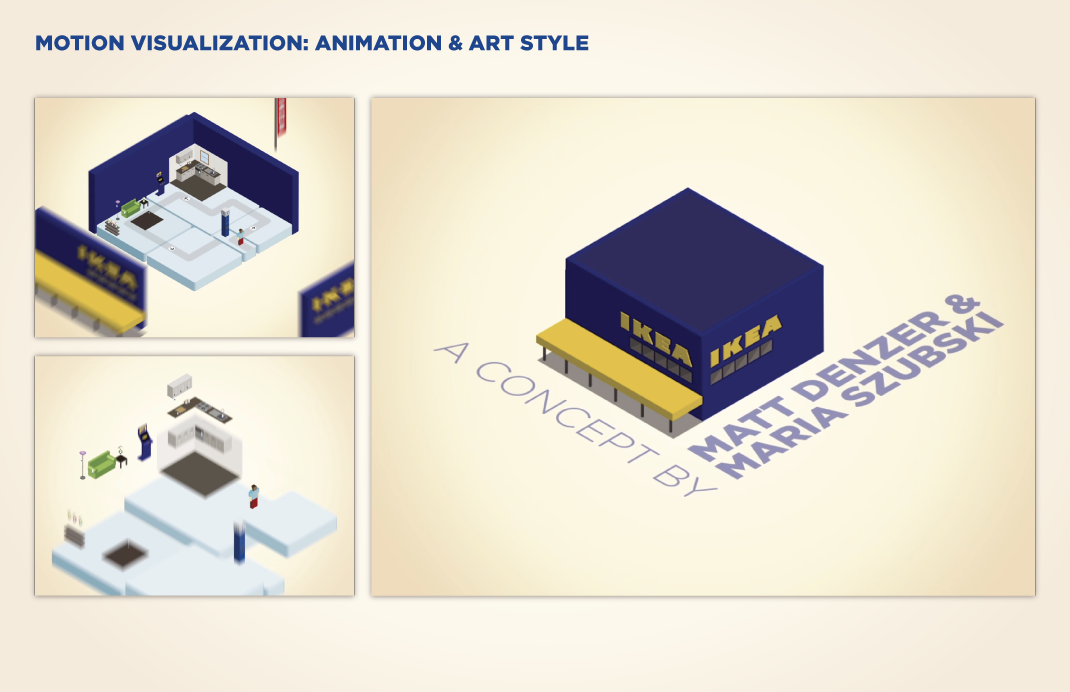 MOTION VISUALIZATION: ANIMATION & ART STYLE
IKEA
IKEA
IKEA
IKEA
A CONCEPT BY
MATT DENZER &
MARIA SZUBSKI